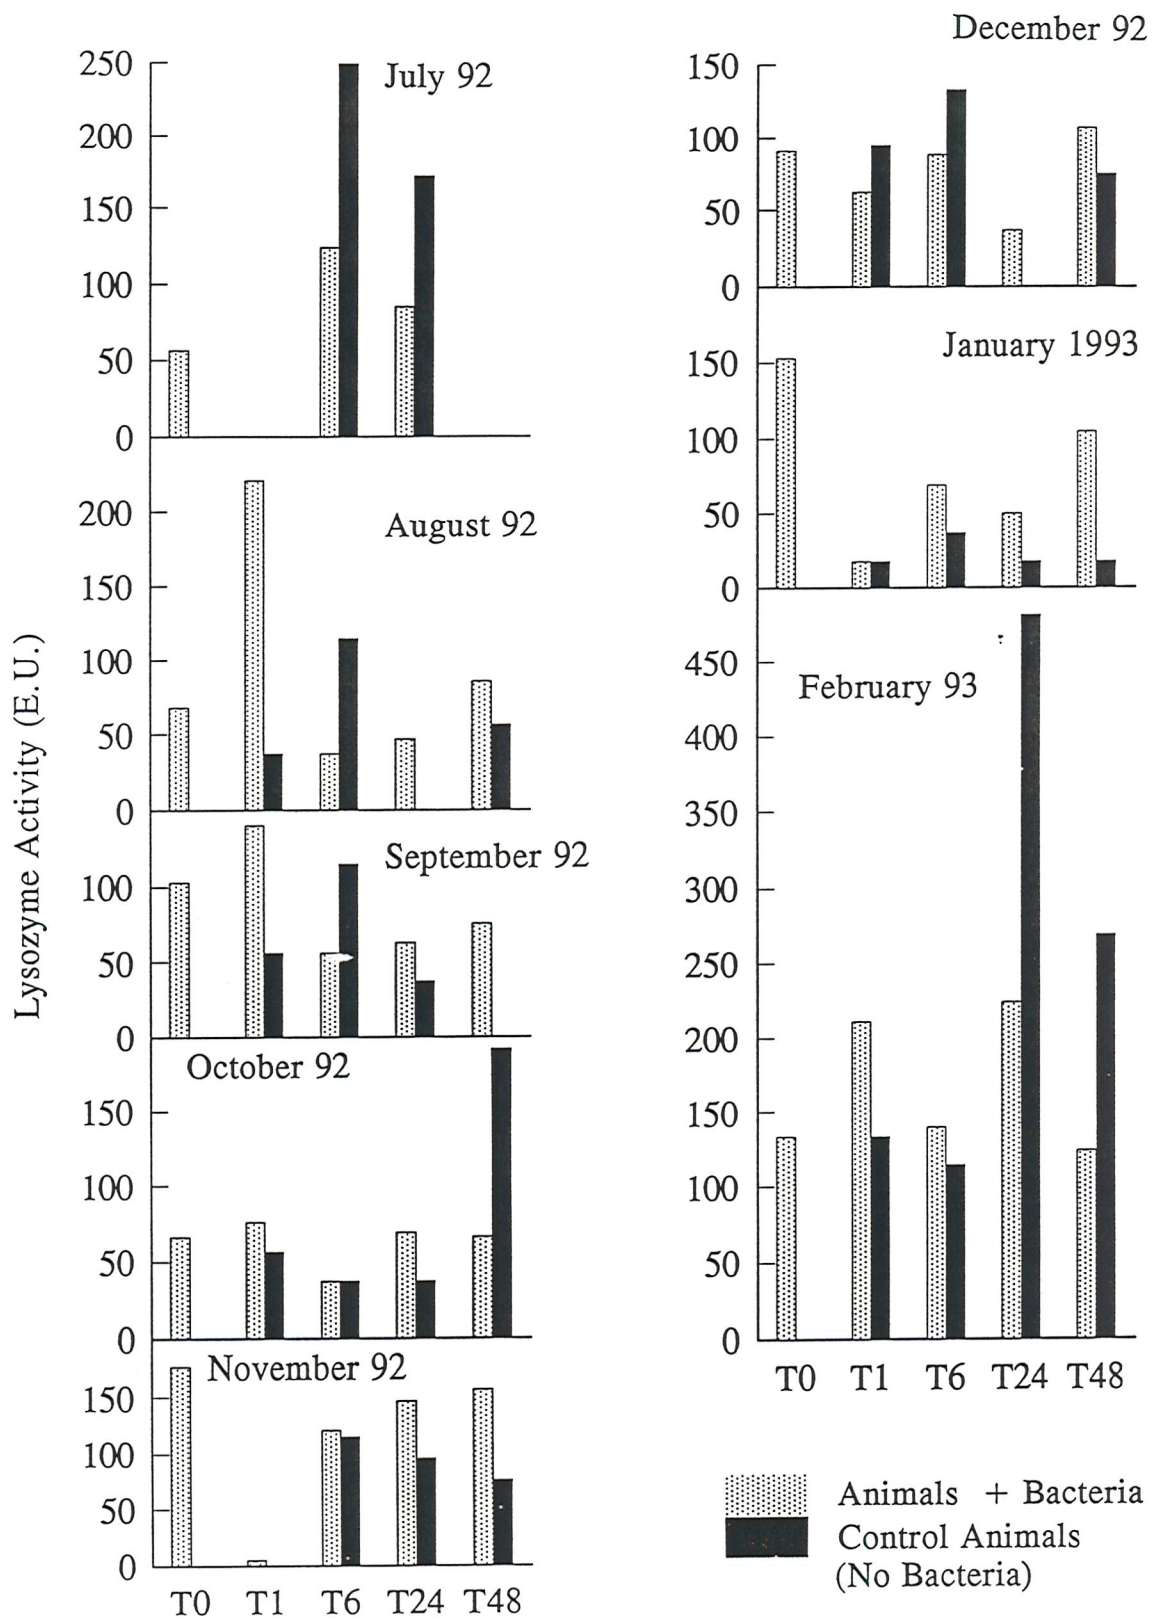 Lysozyme Activity (E.U.)
July 92
250
200
150
100
50
0
August 92
200
150
100
50
0
September 92
100
50
0
October 92
150
100
50
0
November 92
150
100
50
0
T0 T1 T6 T24 T48
December 92
150
100
50
0
January 1993
150
100
50
0
February 93
450
400
350
300
250
200
150
100
50
0
T0 T1 T6 T24 T48
Animals + Bacteria
Control Animals
(No Bacteria)